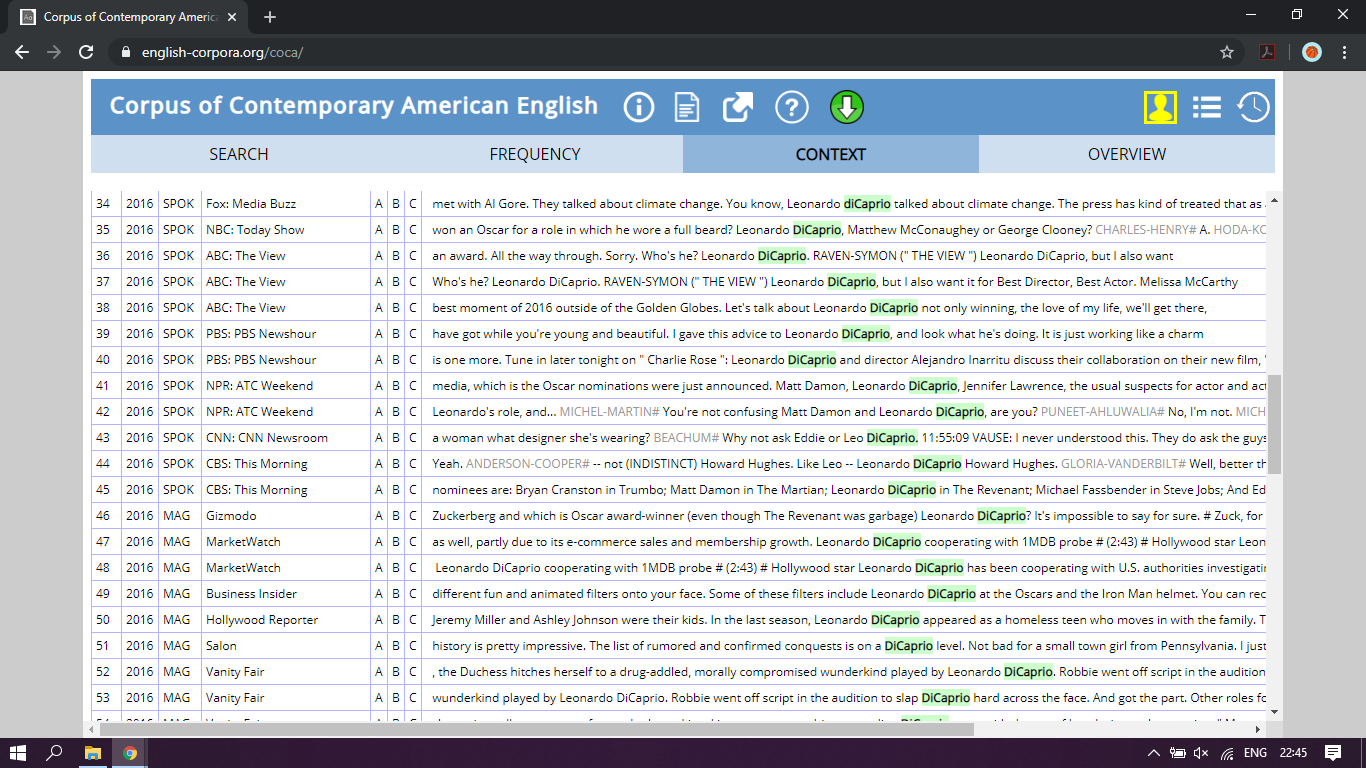 Corpus of Contemporary America
english-corpora.org/coca/
Corpus of Contemporary American English
SEARCH FREQUENCY CONTEXT OVERVIEW
34 2016 SPOK Fox: Media Buzz A B C met with Al Gore. They talked about climate change. You know, Leonardo diCaprio talked about climate change. The press has kind of treated that as
35 2016 SPOK NBC: Today Show A B C won an Oscar for a role in which he wore a full beard? Leonardo DiCaprio, Matthew McConaughey or George Clooney? CHARLES-HENRY# A. HODA-KO
36 2016 SPOK ABC: The View A B C an award. All the way through. Sorry. Who's he? Leonardo DiCaprio. RAVEN-SYMON (" THE VIEW ") Leonardo DiCaprio, but I also want
37 2016 SPOK ABC: The View A B C Who's he? Leonardo DiCaprio. RAVEN-SYMON (" THE VIEW ") Leonardo DiCaprio, but I also want it for Best Director, Best Actor. Melissa McCarthy
38 2016 SPOK ABC: The View A B C best moment of 2016 outside of the Golden Globes. Let's talk about Leonardo DiCaprio not only winning, the love of my life, we'll get there,
39 2016 SPOK PBS: PBS Newshour A B C have got while you're young and beautiful. I gave this advice to Leonardo DiCaprio, and look what he's doing. It is just working like a charm
40 2016 SPOK PBS: PBS Newshour A B C is one more. Tune in later tonight on " Charlie Rose ": Leonardo DiCaprio and director Alejandro Inarritu discuss their collaboration on their new film,
41 2016 SPOK NPR: ATC Weekend A B C media, which is the Oscar nominations were just announced. Matt Damon, Leonardo DiCaprio, Jennifer Lawrence, the usual suspects for actor and act
42 2016 SPOK NPR: ATC Weekend A B C Leonardo's role, and... MICHEL-MARTIN# You're not confusing Matt Damon and Leonardo DiCaprio, are you? PUNEET-AHLUWALIA# No, I'm not. MICH
43 2016 SPOK CNN: CNN Newsroom A B C a woman what designer she's wearing? BEACHUM# Why not ask Eddie or Leo DiCaprio. 11:55:09 VAUSE: I never understood this. They do ask the guys
44 2016 SPOK CBS: This Morning A B C Yeah. ANDERSON-COOPER# -- not (INDISTINCT) Howard Hughes. Like Leo -- Leonardo DiCaprio Howard Hughes. GLORIA-VANDERBILT# Well, better th
45 2016 SPOK CBS: This Morning A B C nominees are: Bryan Cranston in Trumbo; Matt Damon in The Martian; Leonardo DiCaprio in The Revenant; Michael Fassbender in Steve Jobs; And Ed
46 2016 MAG Gizmodo A B C Zuckerberg and which is Oscar award-winner (even though The Revenant was garbage) Leonardo DiCaprio? It's impossible to say for sure. # Zuck, for
47 2016 MAG MarketWatch A B C as well, partly due to its e-commerce sales and membership growth. Leonardo DiCaprio cooperating with 1MDB probe # (2:43) # Hollywood star Leon
48 2016 MAG MarketWatch A B C Leonardo DiCaprio cooperating with 1MDB probe # (2:43) # Hollywood star Leonardo DiCaprio has been cooperating with U.S. authorities investigatin
49 2016 MAG Business Insider A B C different fun and animated filters onto your face. Some of these filters include Leonardo DiCaprio at the Oscars and the Iron Man helmet. You can rec
50 2016 MAG Hollywood Reporter A B C Jeremy Miller and Ashley Johnson were their kids. In the last season, Leonardo DiCaprio appeared as a homeless teen who moves in with the family. T
51 2016 MAG Salon A B C history is pretty impressive. The list of rumored and confirmed conquests is on a DiCaprio level. Not bad for a small town girl from Pennsylvania. I just
52 2016 MAG Vanity Fair A B C , the Duchess hitches herself to a drug-addled, morally compromised wunderkind played by Leonardo DiCaprio. Robbie went off script in the audition
53 2016 MAG Vanity Fair A B C wunderkind played by Leonardo DiCaprio. Robbie went off script in the audition to slap DiCaprio hard across the face. And got the part. Other roles fo
ENG 22:45